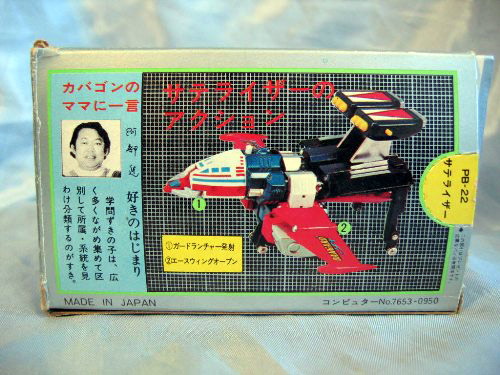 カバゴンの
ママに一言
阿部進
好きのはじまり
学問ずきの子は、広
く多くながめ集めて区
別して所属・系統を見
わけ分類するのがすき。
サテライザーの
アクション
①
②
①ガードランチャー発射
②エースウィングオープン
PB-22
サテライザー
MADE IN JAPAN
コンピュターNo.7653-0950